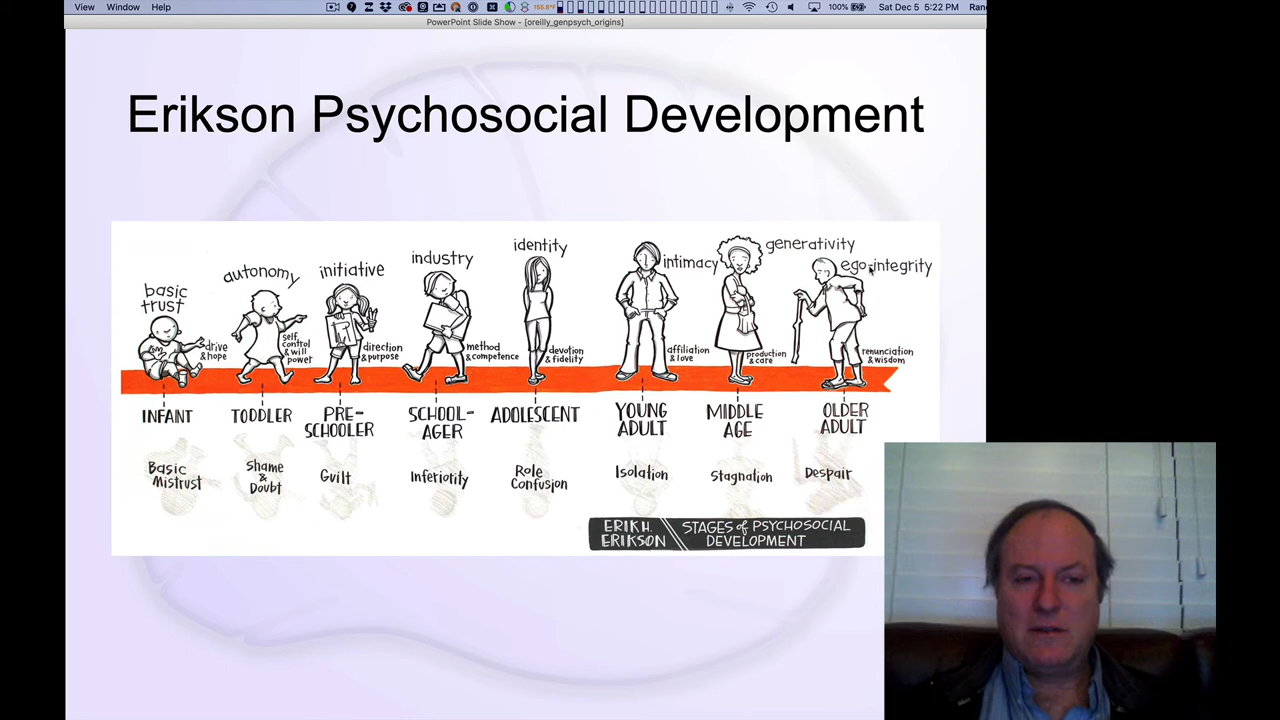 View Window Help
155.8°F
100%
Sat Dec 5 5:22 PM
Rand
PowerPoint Slide Show - [oreilly_genpsych_origins]
Erikson Psychosocial Development
basic
trust
drive
& hope
autonomy
self
control
& will
power
initiative
direction
& purpose
industry
method
& competence
identity
devotion
& fidelity
intimacy
affiliation
& love
generativity
production
& care
ego-integrity
renunciation
& wisdom
INFANT
TODDLER
PRE-
SCHOOLER
SCHOOL-
AGER
ADOLESCENT
YOUNG
ADULT
MIDDLE
AGE
OLDER
ADULT
Basic
Mistrust
Shame
&
Doubt
Guilt
Inferiority
Role
Confusion
Isolation
Stagnation
Despair
ERIK H.
ERIKSON
STAGES of PSYCHOSOCIAL
DEVELOPMENT